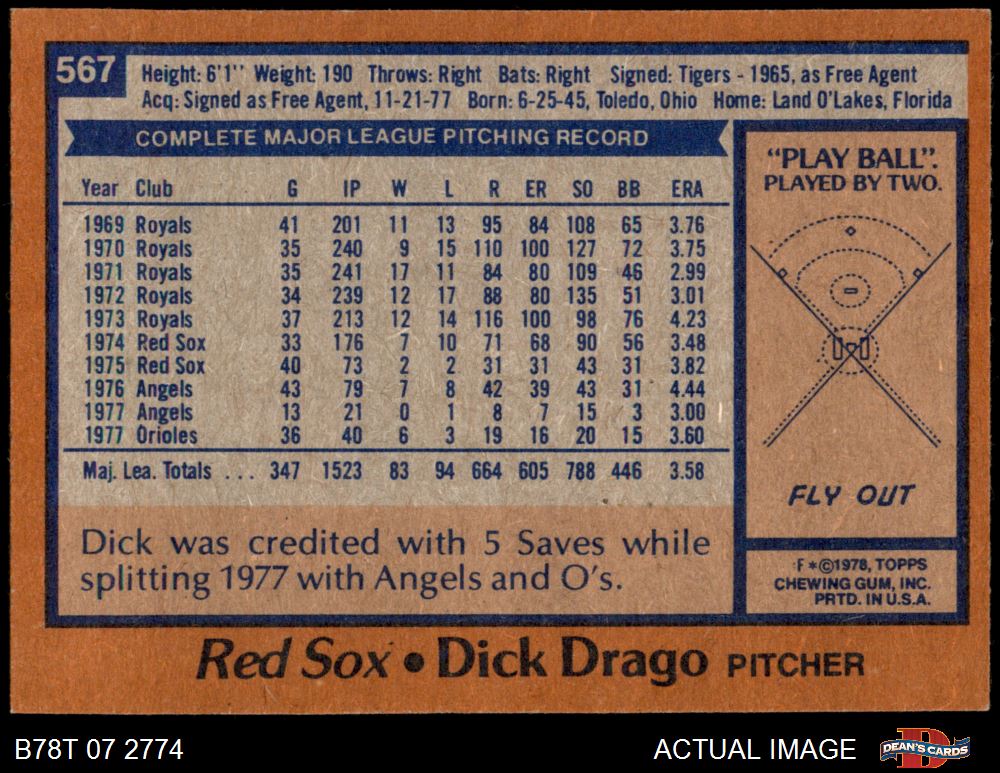 567
Height: 6'1" Weight: 190 Throws: Right Bats: Right Signed: Tigers - 1965, as Free Agent
Acq: Signed as Free Agent, 11-21-77 Born: 6-25-45, Toledo, Ohio Home: Land O'Lakes, Florida
COMPLETE MAJOR LEAGUE PITCHING RECORD
Year Club G IP W L R ER SO BB ERA
1969 Royals 41 201 11 13 95 84 108 65 3.76
1970 Royals 35 240 9 15 110 100 127 72 3.75
1971 Royals 35 241 17 11 84 80 109 46 2.99
1972 Royals 34 239 12 17 88 80 135 51 3.01
1973 Royals 37 213 12 14 116 100 98 76 4.23
1974 Red Sox 33 176 7 10 71 68 90 56 3.48
1975 Red Sox 40 73 2 2 31 31 43 31 3.82
1976 Angels 43 79 7 8 42 39 43 31 4.44
1977 Angels 13 21 0 1 8 7 15 3 3.00
1977 Orioles 36 40 6 3 19 16 20 15 3.60
Maj. Lea. Totals . . . 347 1523 83 94 664 605 788 446 3.58
Dick was credited with 5 Saves while
splitting 1977 with Angels and O's.
"PLAY BALL".
PLAYED BY TWO.
FLY OUT
F*©1978, TOPPS
CHEWING GUM, INC.
PRTD. IN U.S.A.
Red Sox • Dick Drago PITCHER
B78T 07 2774
ACTUAL IMAGE
DEAN'S CARDS